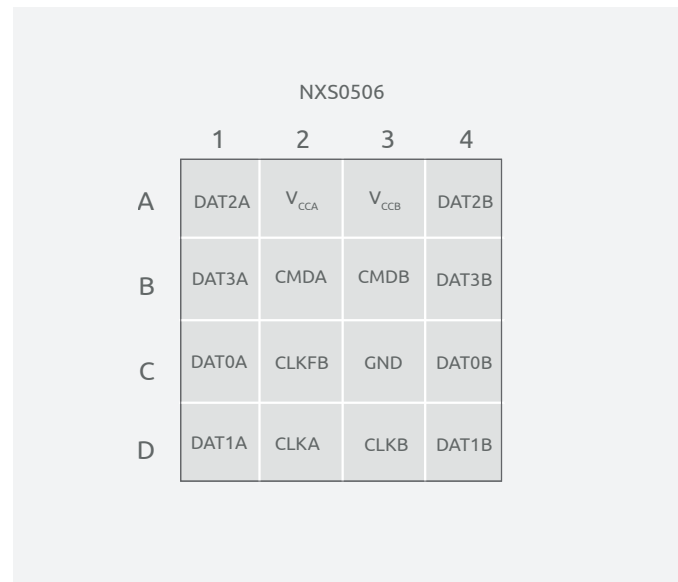 NXS0506
1 2 3 4
A DAT2A VCCA VCCB DAT2B
B DAT3A CMDA CMDB DAT3B
C DAT0A CLKFB GND DAT0B
D DAT1A CLKA CLKB DAT1B